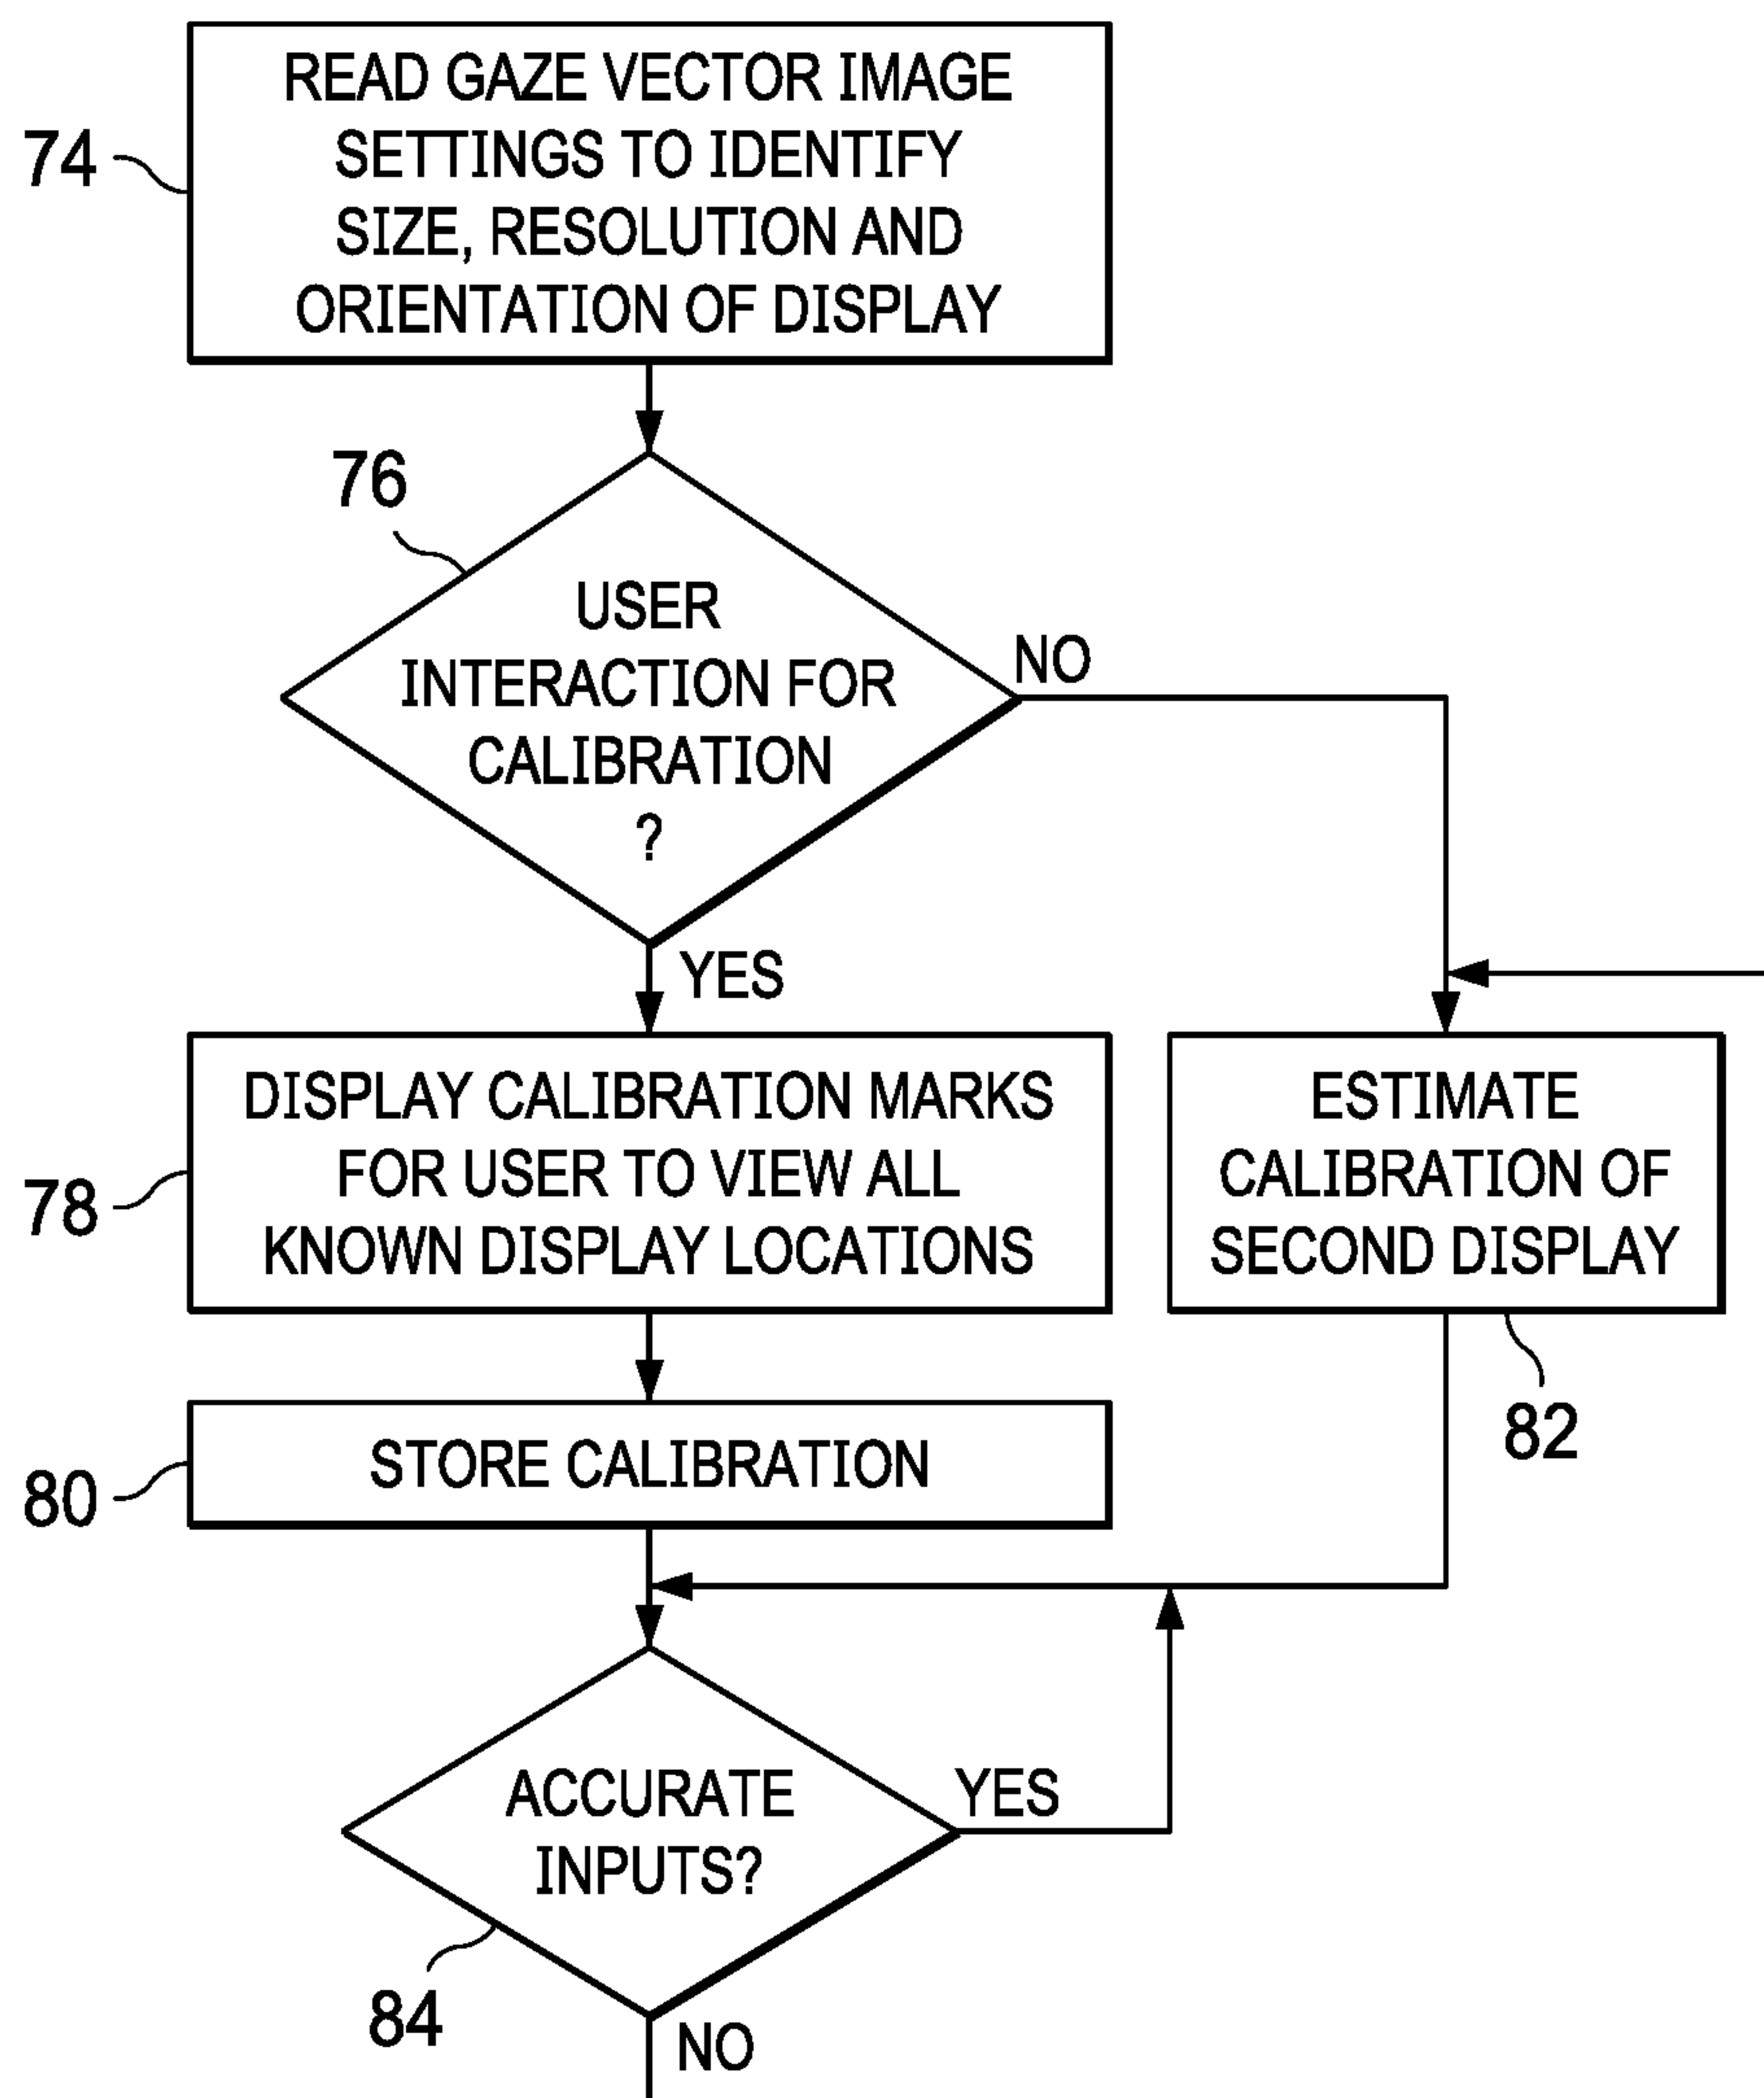 READ GAZE VECTOR IMAGE
SETTINGS TO IDENTIFY
SIZE, RESOLUTION AND
ORIENTATION OF DISPLAY
74
76
USER
INTERACTION FOR
CALIBRATION
?
NO
YES
DISPLAY CALIBRATION MARKS
FOR USER TO VIEW ALL
KNOWN DISPLAY LOCATIONS
78
ESTIMATE
CALIBRATION OF
SECOND DISPLAY
82
STORE CALIBRATION
80
ACCURATE
INPUTS?
YES
84
NO